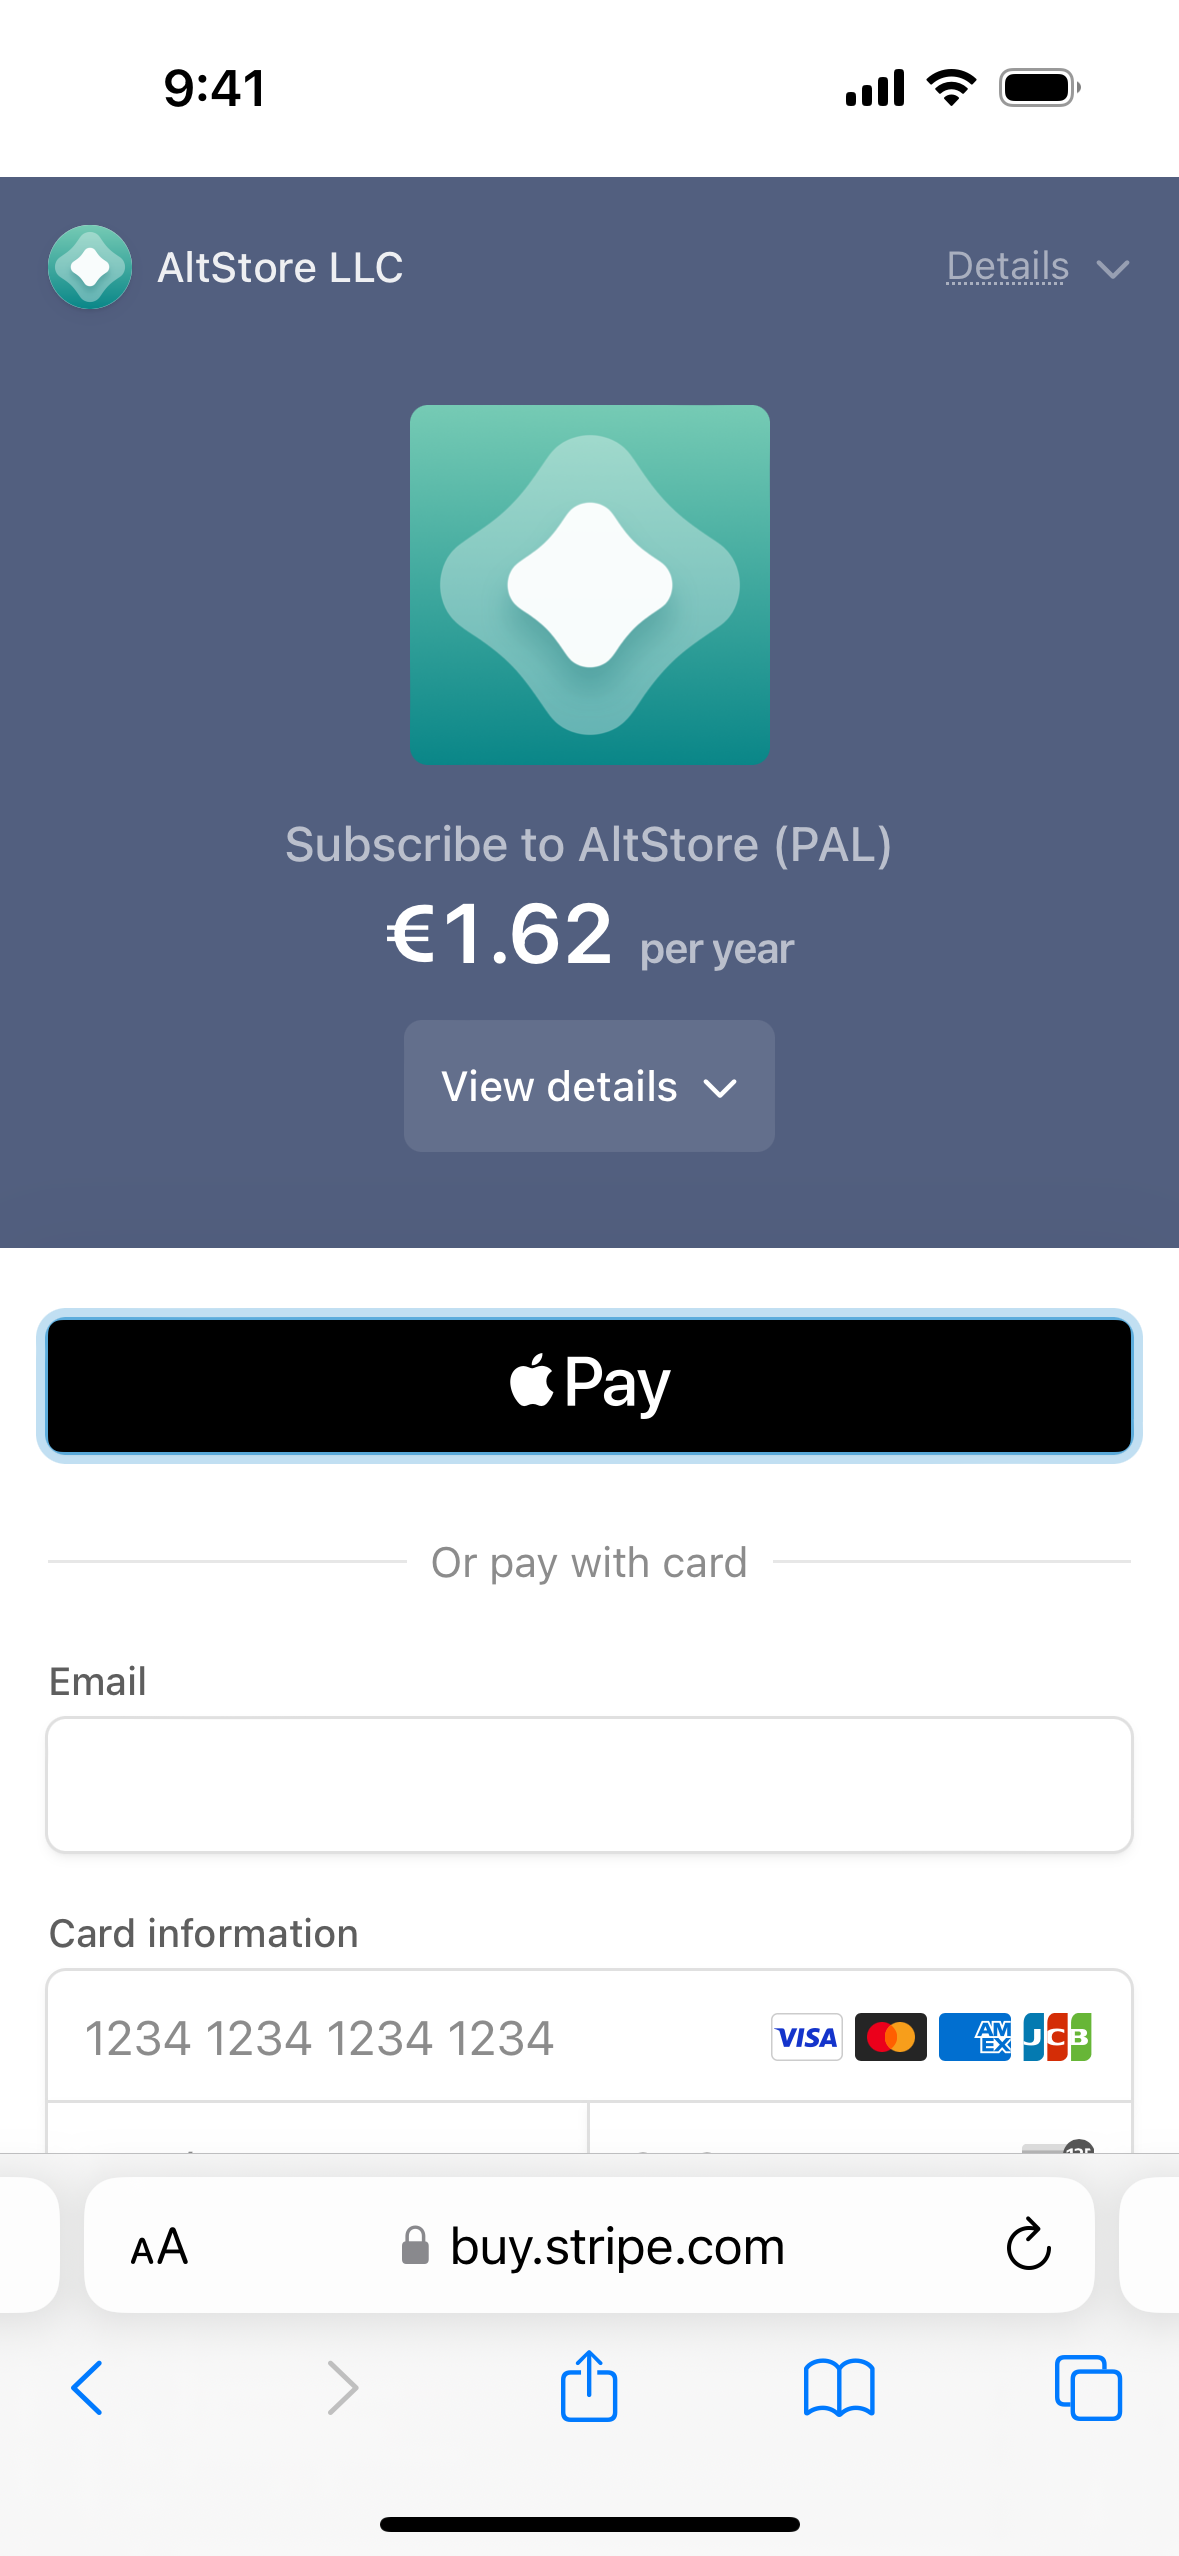 9:41
AltStore LLC
Details
Subscribe to AltStore (PAL)
€1.62 per year
View details
Pay
Or pay with card
Email
Card information
1234 1234 1234 1234
VISA
AMEX
JCB
AA
buy.stripe.com